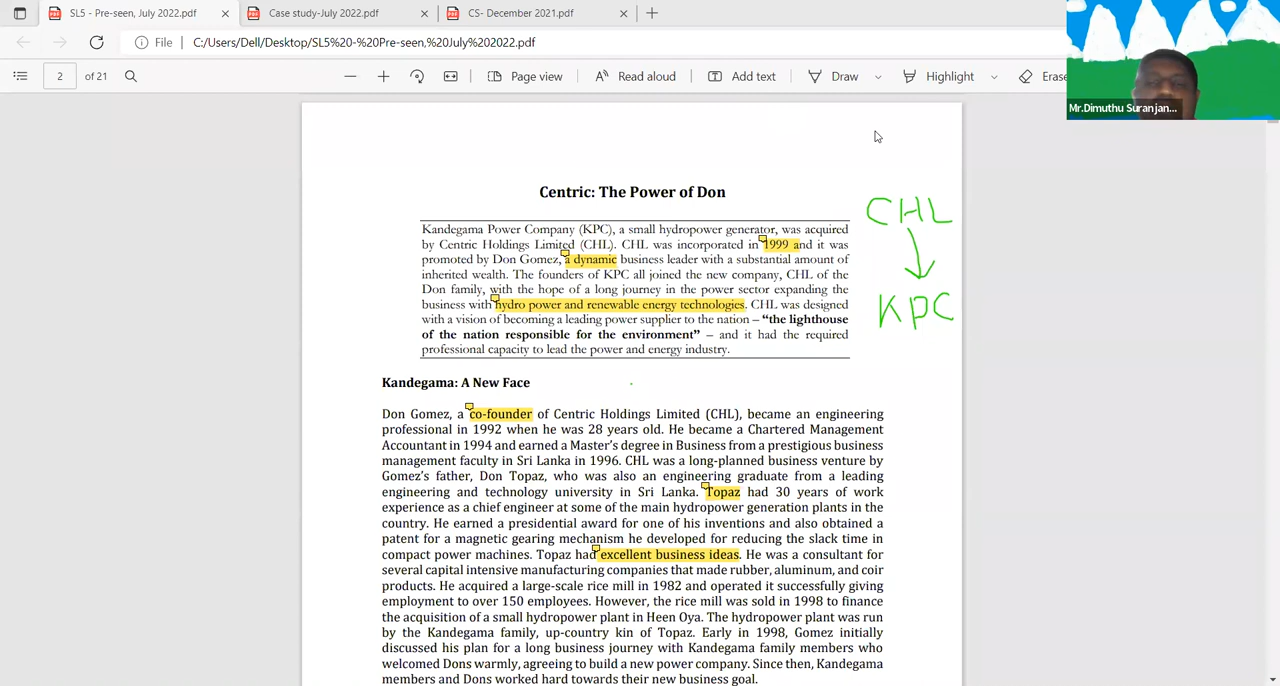 SL5 - Pre-seen, July 2022.pdf
Case study-July 2022.pdf
CS- December 2021.pdf
File
C:/Users/Dell/Desktop/SL5%20-%20Pre-seen,%20July%202022.pdf
2 of 21
Page view
Read aloud
Add text
Draw
Highlight
Erase
Mr.Dimuthu Suranjan...
Centric: The Power of Don
Kandegama Power Company (KPC), a small hydropower generator, was acquired
by Centric Holdings Limited (CHL). CHL was incorporated in 1999 and it was
promoted by Don Gomez, a dynamic business leader with a substantial amount of
inherited wealth. The founders of KPC all joined the new company, CHL of the
Don family, with the hope of a long journey in the power sector expanding the
business with hydro power and renewable energy technologies. CHL was designed
with a vision of becoming a leading power supplier to the nation – “the lighthouse
of the nation responsible for the environment” – and it had the required
professional capacity to lead the power and energy industry.
CHL
KPC
Kandegama: A New Face
Don Gomez, a co-founder of Centric Holdings Limited (CHL), became an engineering
professional in 1992 when he was 28 years old. He became a Chartered Management
Accountant in 1994 and earned a Master’s degree in Business from a prestigious business
management faculty in Sri Lanka in 1996. CHL was a long-planned business venture by
Gomez’s father, Don Topaz, who was also an engineering graduate from a leading
engineering and technology university in Sri Lanka. Topaz had 30 years of work
experience as a chief engineer at some of the main hydropower generation plants in the
country. He earned a presidential award for one of his inventions and also obtained a
patent for a magnetic gearing mechanism he developed for reducing the slack time in
compact power machines. Topaz had excellent business ideas. He was a consultant for
several capital intensive manufacturing companies that made rubber, aluminum, and coir
products. He acquired a large-scale rice mill in 1982 and operated it successfully giving
employment to over 150 employees. However, the rice mill was sold in 1998 to finance
the acquisition of a small hydropower plant in Heen Oya. The hydropower plant was run
by the Kandegama family, up-country kin of Topaz. Early in 1998, Gomez initially
discussed his plan for a long business journey with Kandegama family members who
welcomed Dons warmly, agreeing to build a new power company. Since then, Kandegama
members and Dons worked hard towards their new business goal.